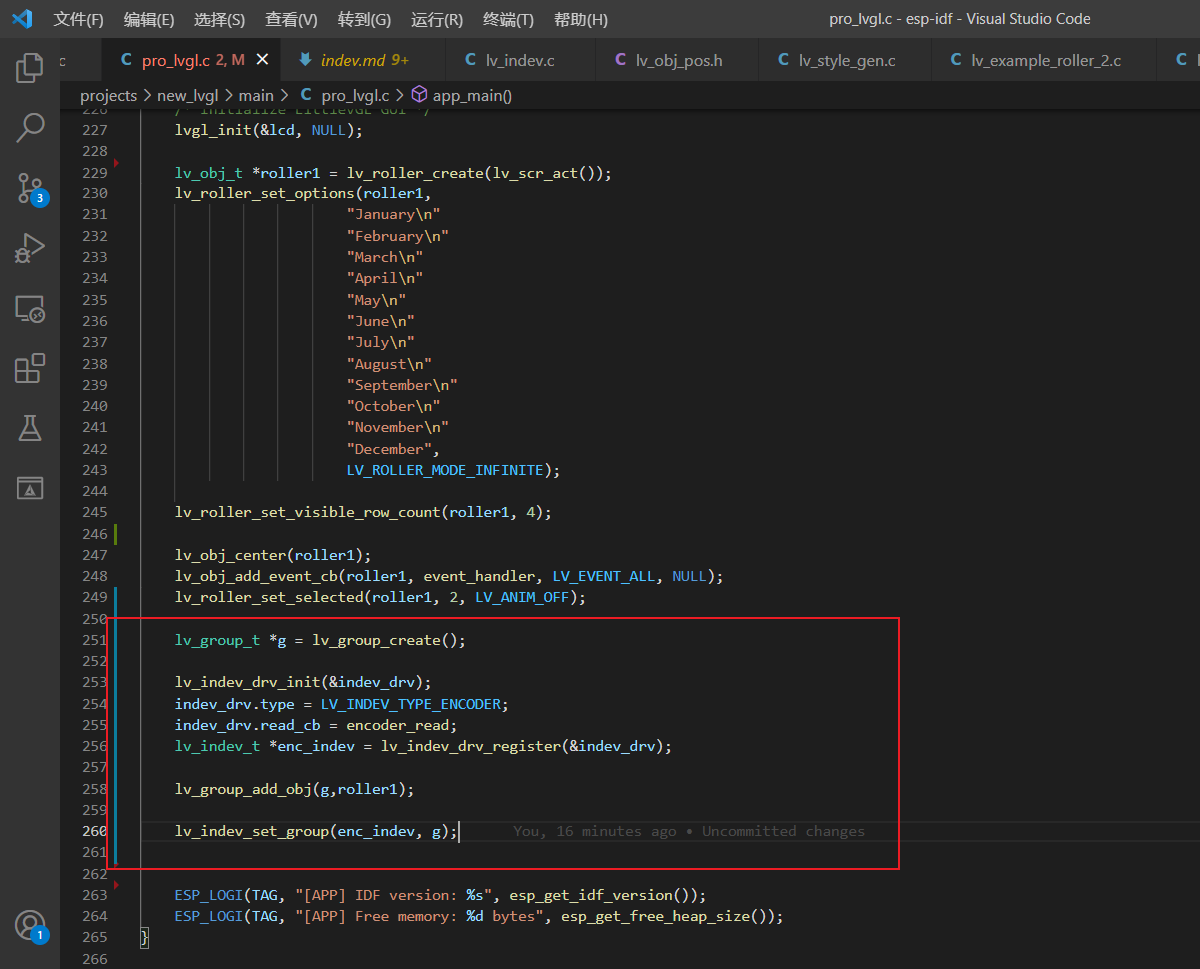 文件(F) 编辑(E) 选择(S) 查看(V) 转到(G) 运行(R) 终端(T) 帮助(H) pro_lvgl.c - esp-idf - Visual Studio Code
c C pro_lvgl.c 2, M indev.md 9+ C lv_indev.c C lv_obj_pos.h C lv_style_gen.c C lv_example_roller_2.c C
projects > new_lvgl > main > C pro_lvgl.c > app_main()
226 /* Initialize LittlevGL GUI */
227 lvgl_init(&lcd, NULL);
228
229 lv_obj_t *roller1 = lv_roller_create(lv_scr_act());
230 lv_roller_set_options(roller1,
231 "January\n"
232 "February\n"
233 "March\n"
234 "April\n"
235 "May\n"
236 "June\n"
237 "July\n"
238 "August\n"
239 "September\n"
240 "October\n"
241 "November\n"
242 "December",
243 LV_ROLLER_MODE_INFINITE);
244
245 lv_roller_set_visible_row_count(roller1, 4);
246
247 lv_obj_center(roller1);
248 lv_obj_add_event_cb(roller1, event_handler, LV_EVENT_ALL, NULL);
249 lv_roller_set_selected(roller1, 2, LV_ANIM_OFF);
250
251 lv_group_t *g = lv_group_create();
252
253 lv_indev_drv_init(&indev_drv);
254 indev_drv.type = LV_INDEV_TYPE_ENCODER;
255 indev_drv.read_cb = encoder_read;
256 lv_indev_t *enc_indev = lv_indev_drv_register(&indev_drv);
257
258 lv_group_add_obj(g,roller1);
259
260 lv_indev_set_group(enc_indev, g); You, 16 minutes ago • Uncommitted changes
261
262
263 ESP_LOGI(TAG, "[APP] IDF version: %s", esp_get_idf_version());
264 ESP_LOGI(TAG, "[APP] Free memory: %d bytes", esp_get_free_heap_size());
265 }
266
3
1